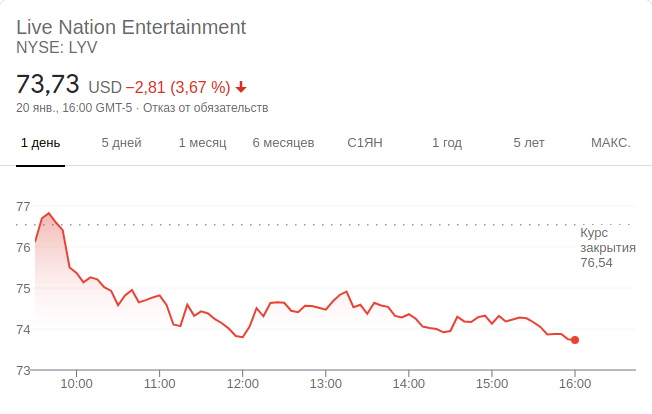 Live Nation Entertainment
NYSE: LYV
73,73 USD −2,81 (3,67 %)
20 янв., 16:00 GMT-5 · Отказ от обязательств
1 день 5 дней 1 месяц 6 месяцев С1ЯН 1 год 5 лет МАКС.
77
76
75
74
73
Курс
закрытия
76,54
10:00 11:00 12:00 13:00 14:00 15:00 16:00